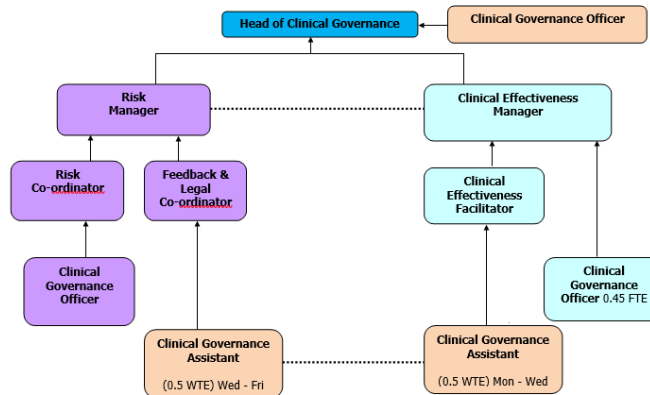 Head of Clinical Governance
Clinical Governance Officer
Risk
Manager
Clinical Effectiveness
Manager
Risk
Co-ordinator
Feedback &
Legal
Co-ordinator
Clinical
Effectiveness
Facilitator
Clinical
Governance
Officer
Clinical
Governance
Officer 0.45 FTE
Clinical Governance
Assistant
(0.5 WTE) Wed - Fri
Clinical Governance
Assistant
(0.5 WTE) Mon - Wed